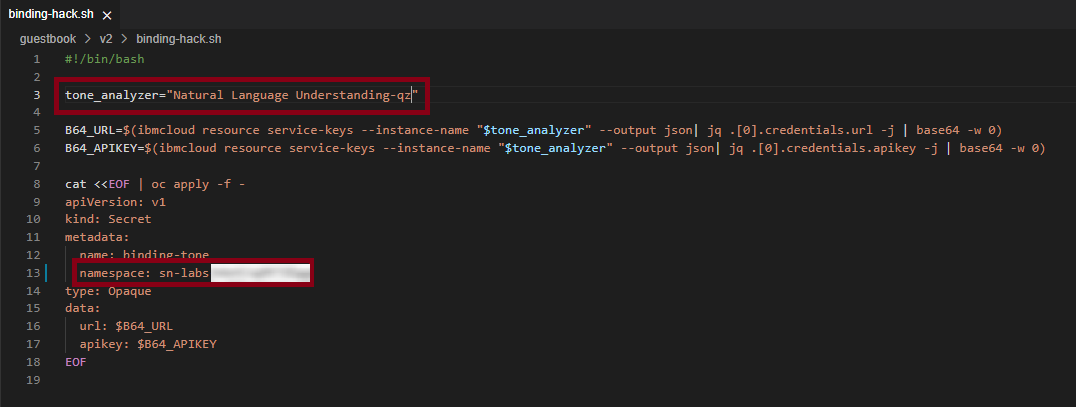 binding-hack.sh ×
guestbook > v2 > binding-hack.sh
1 #!/bin/bash
2
3 tone_analyzer="Natural Language Understanding-qz"
4
5 B64_URL=$(ibmcloud resource service-keys --instance-name "$tone_analyzer" --output json| jq .[0].credentials.url -j | base64 -w 0)
6 B64_APIKEY=$(ibmcloud resource service-keys --instance-name "$tone_analyzer" --output json| jq .[0].credentials.apikey -j | base64 -w 0)
7
8 cat <<EOF | oc apply -f -
9 apiVersion: v1
10 kind: Secret
11 metadata:
12   name: binding-tone
13   namespace: sn-labs
14 type: Opaque
15 data:
16   url: $B64_URL
17   apikey: $B64_APIKEY
18 EOF
19